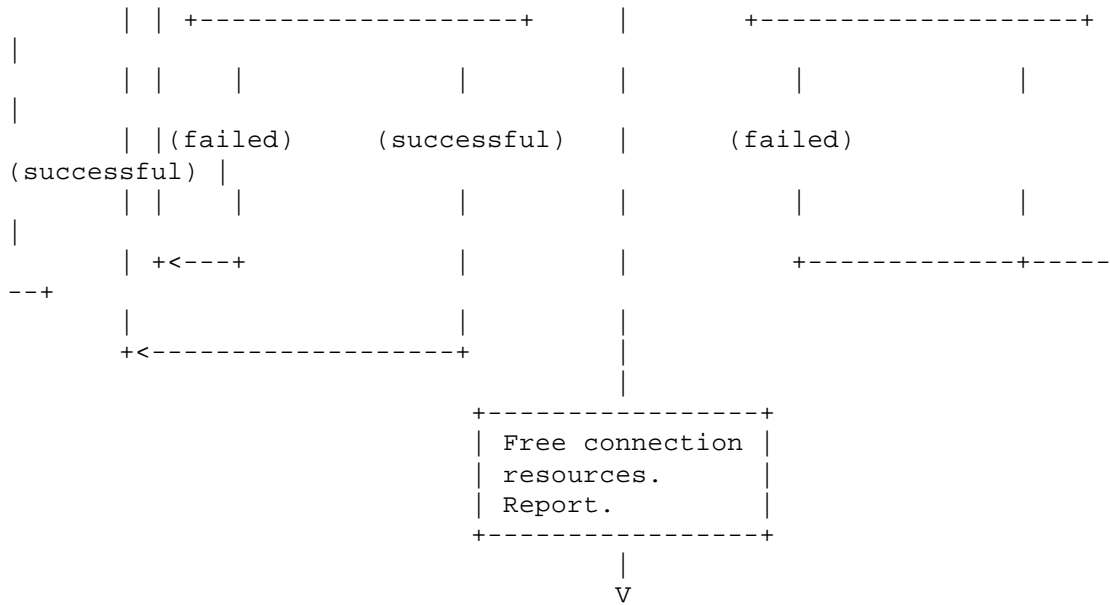 | | +--------------------+ | +--------------------+
|
| | | | | | |
|
| |(failed) (successful) | (failed)
(successful) |
| | | | | | |
|
| +<---+ | | +-------------+-----
--+
| | |
+<-------------------+ |
|
+-----------------+
| Free connection |
| resources. |
| Report. |
+-----------------+
|
V